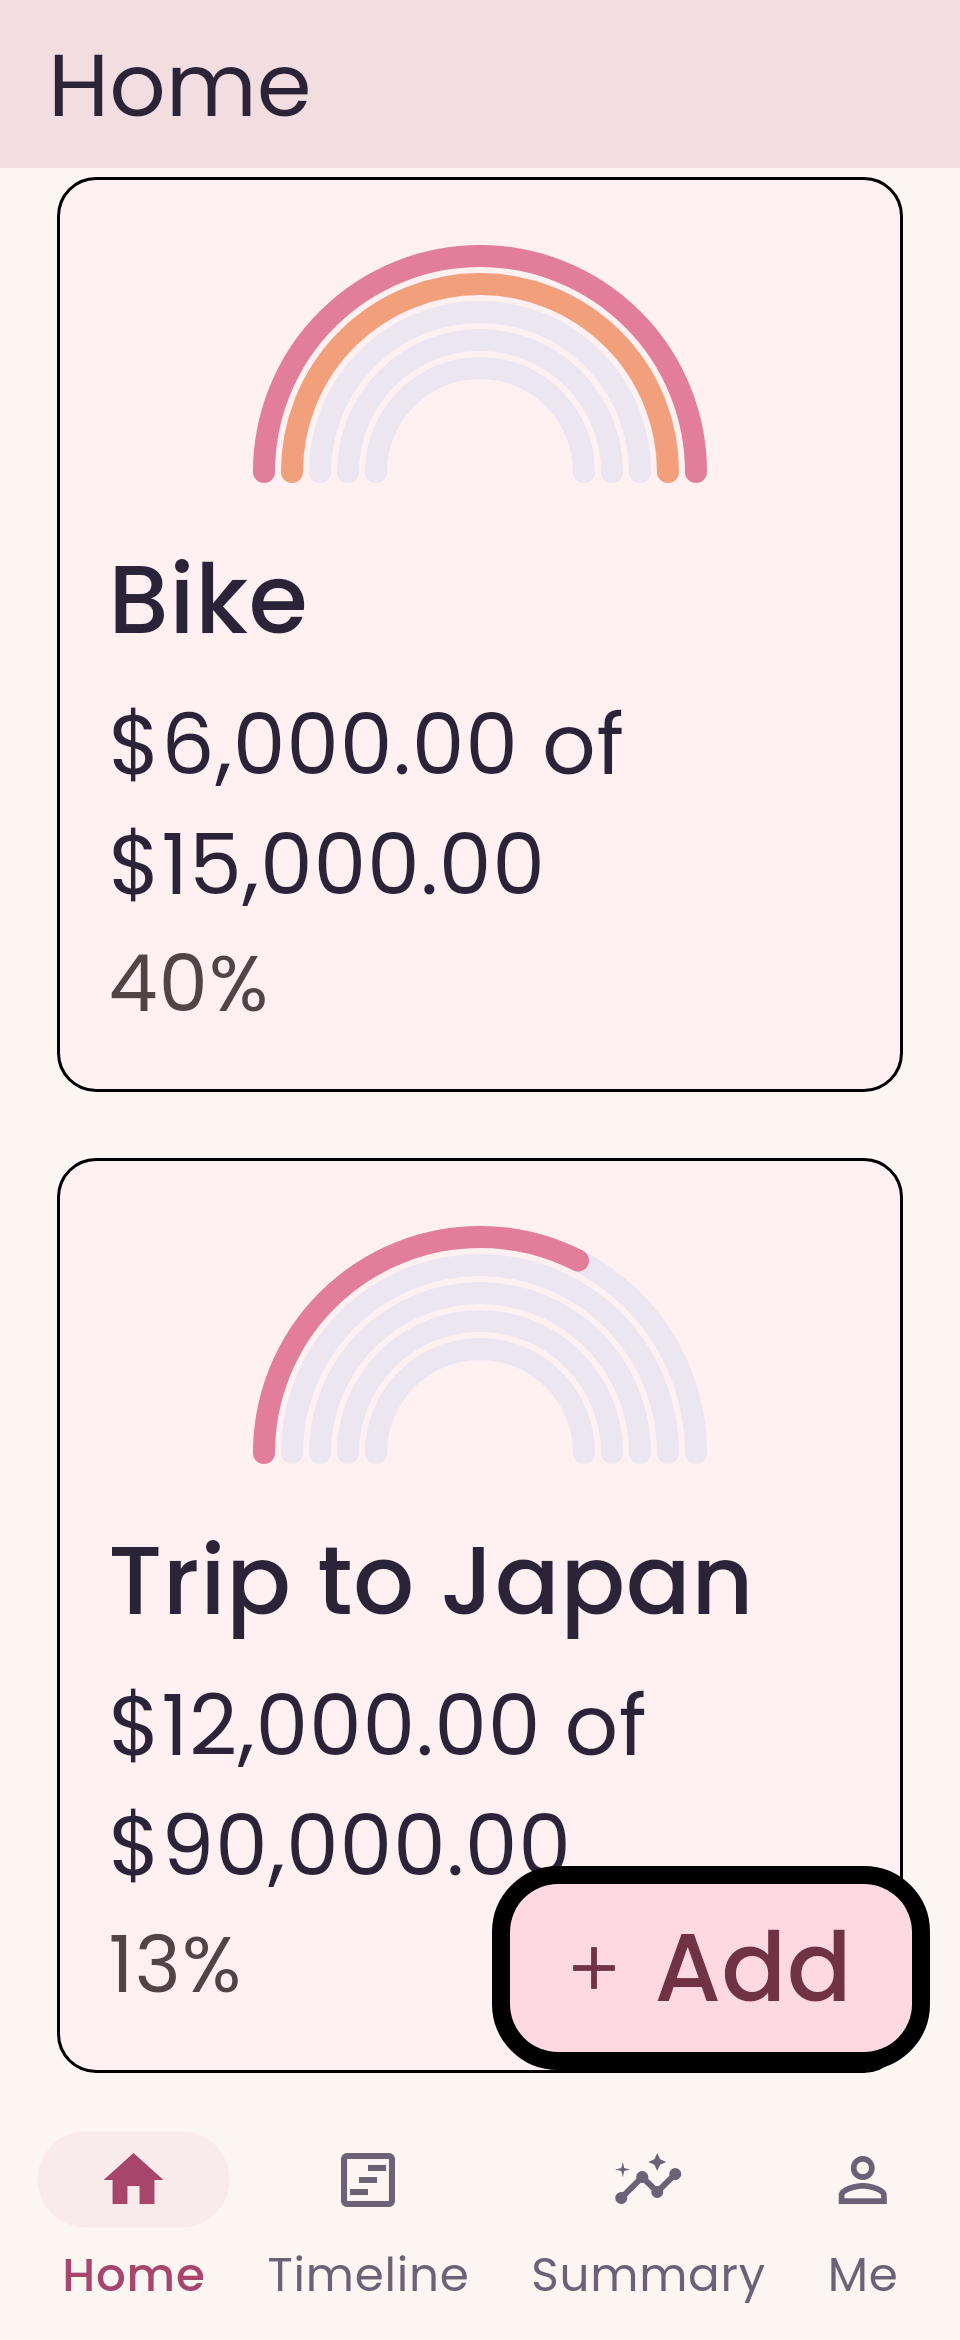 Home
Bike
$6,000.00 of
$15,000.00
40%
Trip to Japan
$12,000.00 of
$90,000.00
13%
+ Add
Home
Timeline
Summary
Me